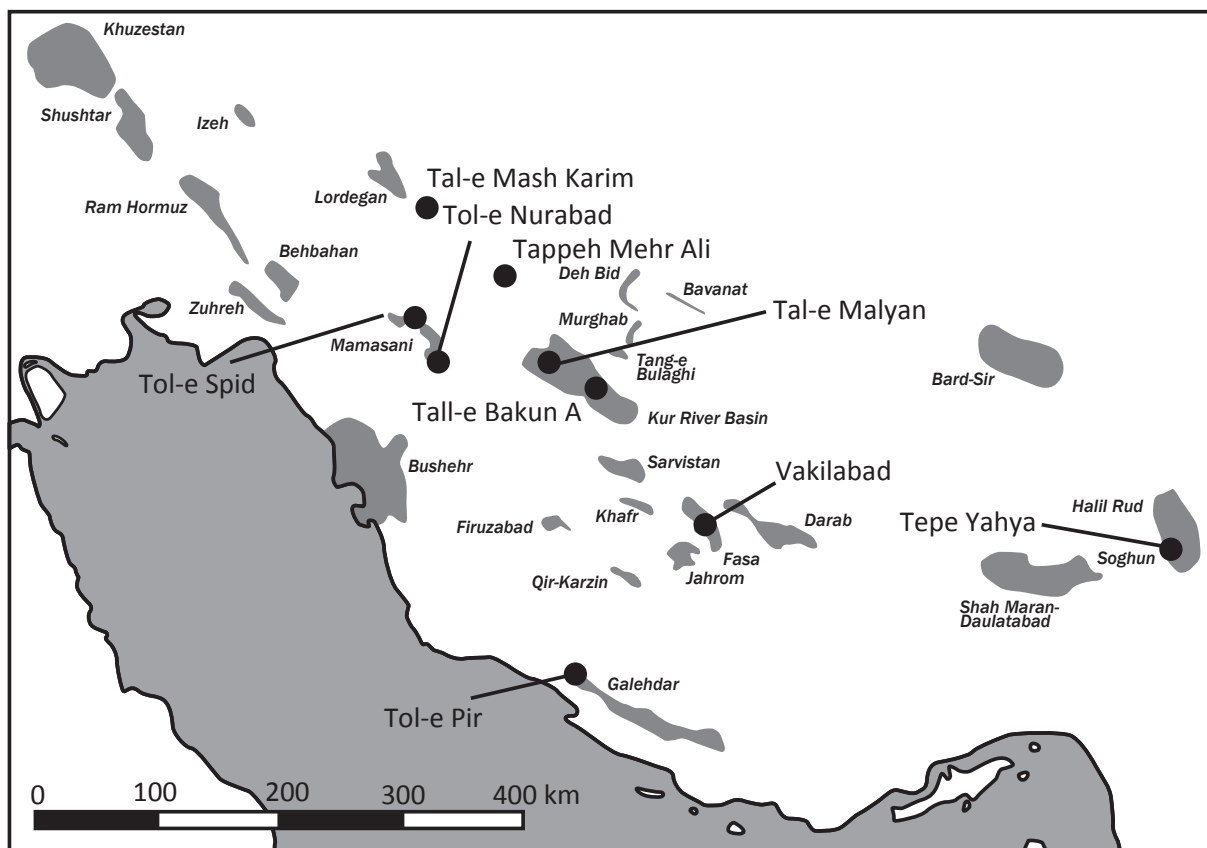 Khuzestan
Shushtar
Izeh
Lordegan
Tal-e Mash Karim
Ram Hormuz
Tol-e Nurabad
Behbahan
Tappeh Mehr Ali
Deh Bid
Bavanat
Zuhreh
Murghab
Tal-e Malyan
Mamasani
Tang-e
Bulaghi
Bard-Sir
Tol-e Spid
Tall-e Bakun A
Kur River Basin
Bushehr
Sarvistan
Vakilabad
Halil Rud
Khafr
Firuzabad
Darab
Tepe Yahya
Fasa
Soghun
Jahrom
Qir-Karzin
Shah Maran-
Daulatabad
Galehdar
Tol-e Pir
0 100 200 300 400 km